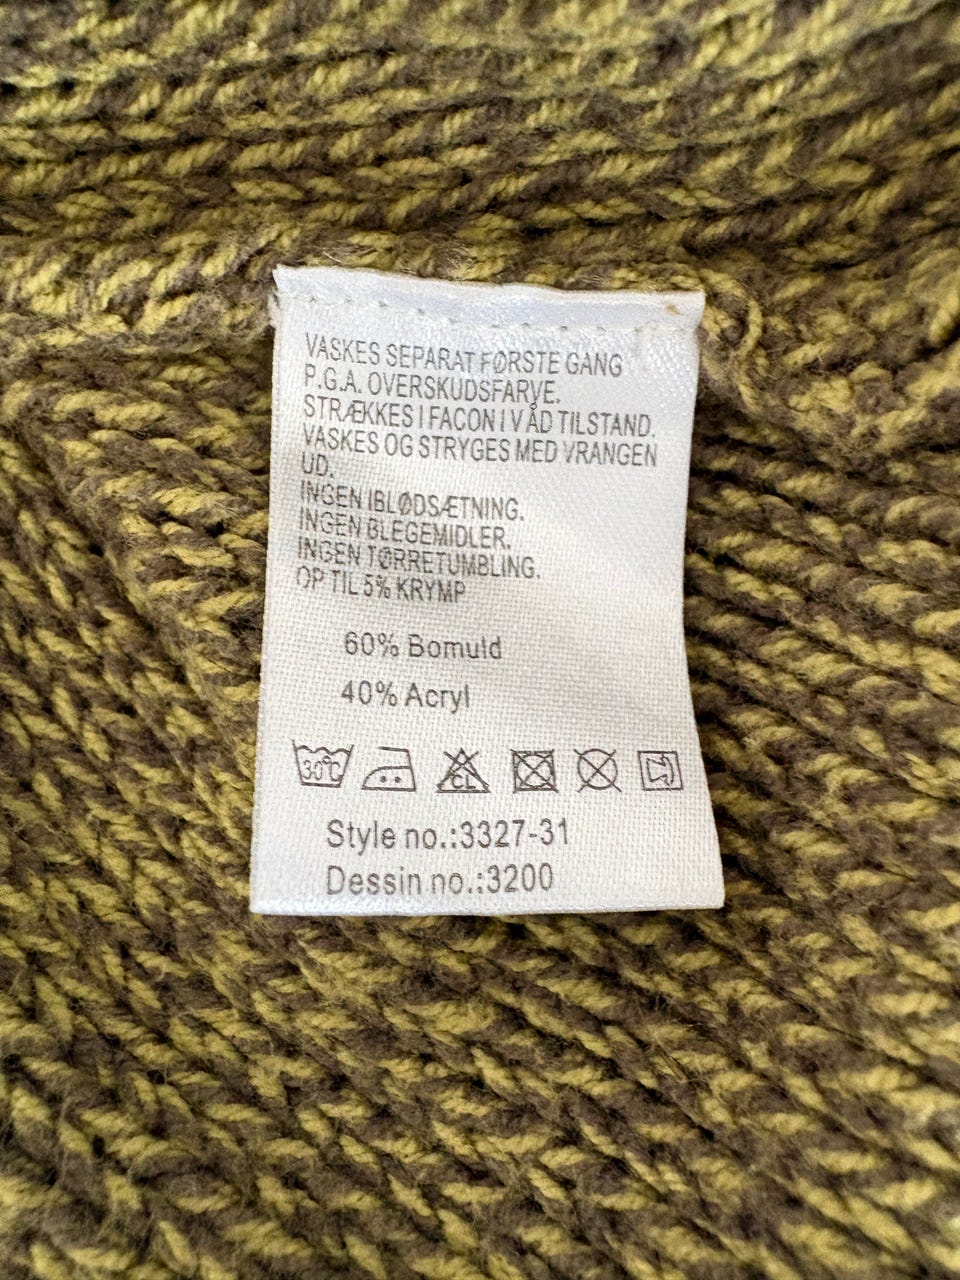 VASKES SEPARAT FØRSTE GANG
P.G.A. OVERSKUDSFARVE.
STRÆKKES I FACON I VÅD TILSTAND.
VASKES OG STRYGES MED VRANGEN
UD.
INGEN IBLØDSÆTNING.
INGEN BLEGEMIDLER.
INGEN TØRRETUMBLING.
OP TIL 5% KRYMP
60% Bomuld
40% Acryl
30°C CL
Style no.:3327-31
Dessin no.:3200